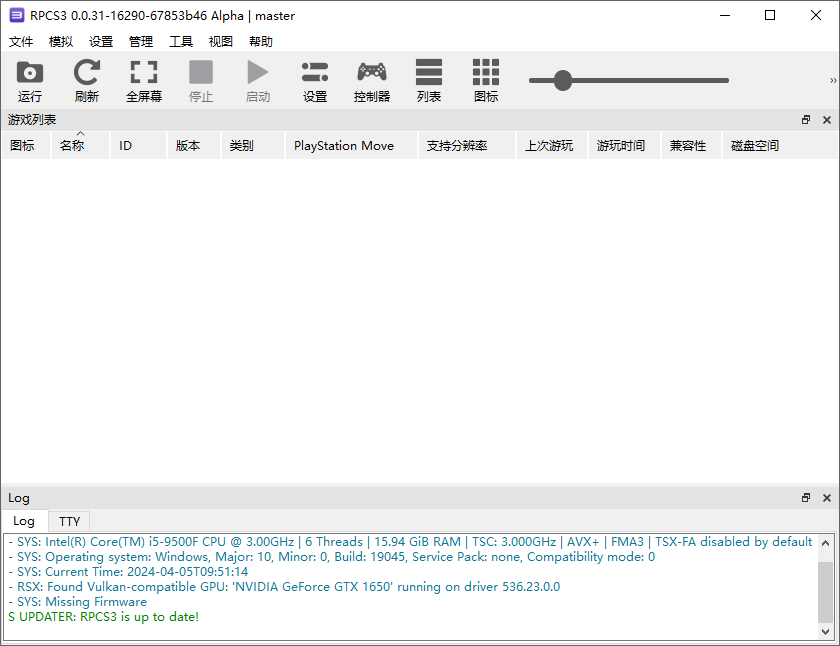 RPCS3 0.0.31-16290-67853b46 Alpha | master
文件 模拟 设置 管理 工具 视图 帮助
运行 刷新 全屏幕 停止 启动 设置 控制器 列表 图标
游戏列表
图标 名称 ID 版本 类别 PlayStation Move 支持分辨率 上次游玩 游玩时间 兼容性 磁盘空间
Log
Log TTY
- SYS: Intel(R) Core(TM) i5-9500F CPU @ 3.00GHz | 6 Threads | 15.94 GiB RAM | TSC: 3.000GHz | AVX+ | FMA3 | TSX-FA disabled by default
- SYS: Operating system: Windows, Major: 10, Minor: 0, Build: 19045, Service Pack: none, Compatibility mode: 0
- SYS: Current Time: 2024-04-05T09:51:14
- RSX: Found Vulkan-compatible GPU: 'NVIDIA GeForce GTX 1650' running on driver 536.23.0.0
- SYS: Missing Firmware
S UPDATER: RPCS3 is up to date!